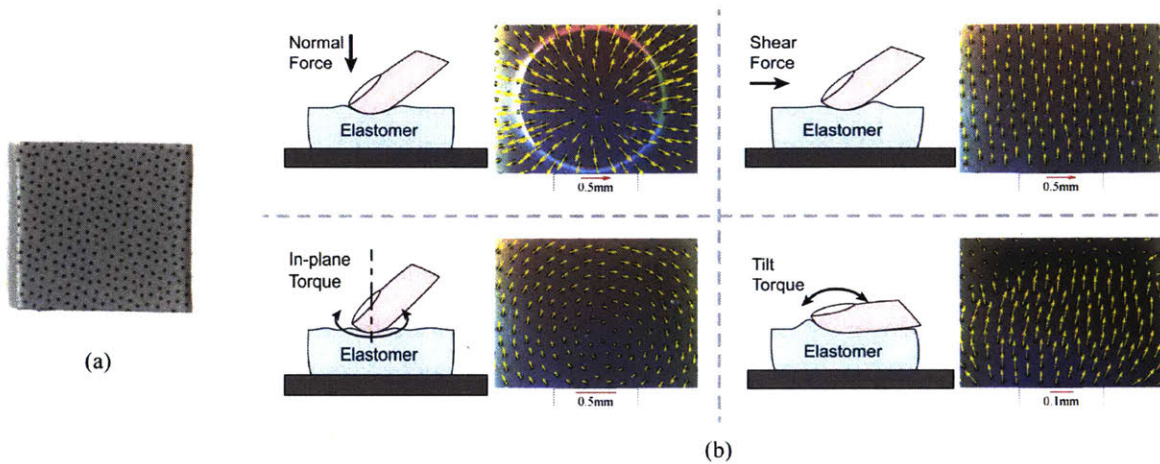 Normal
Force
Elastomer
0.5mm
Shear
Force
Elastomer
0.5mm
In-plane
Torque
Elastomer
0.5mm
Tilt
Torque
Elastomer
0.1mm
(a)
(b)